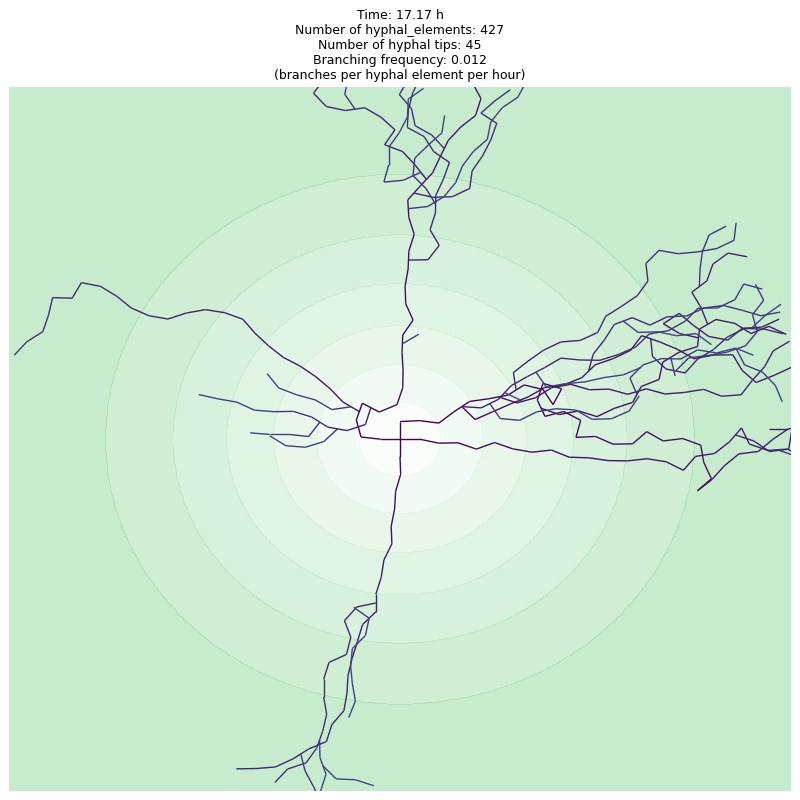 Time: 17.17 h
Number of hyphal_elements: 427
Number of hyphal tips: 45
Branching frequency: 0.012
(branches per hyphal element per hour)